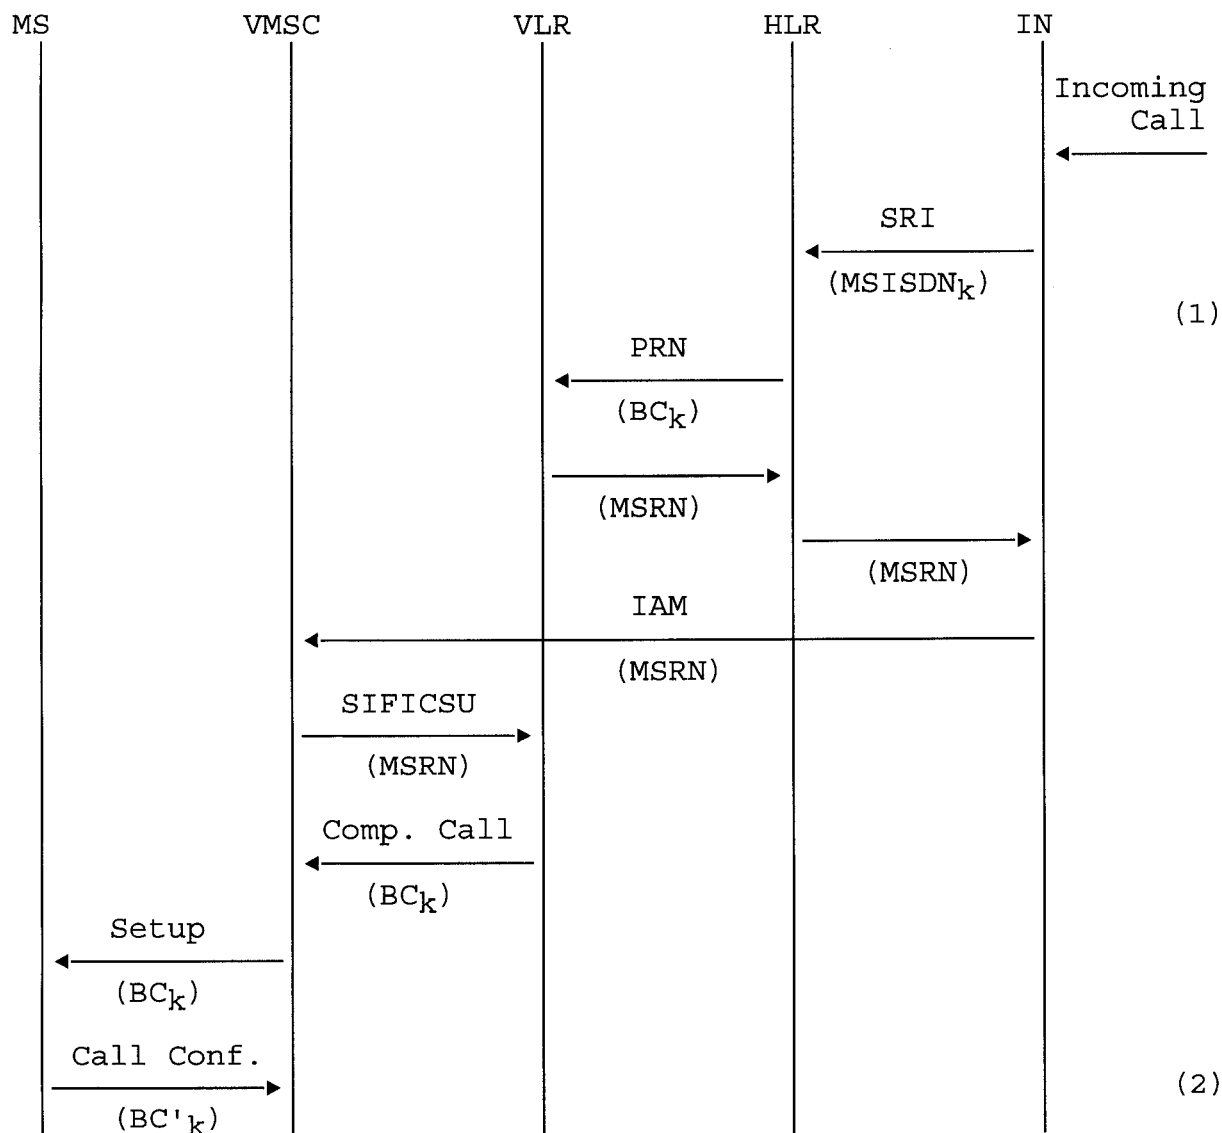 MS VMSC VLR HLR IN
Incoming
Call
SRI
(MSISDNk)
(1)
PRN
(BCk)
(MSRN)
(MSRN)
IAM
(MSRN)
SIFICSU
(MSRN)
Comp. Call
(BCk)
Setup
(BCk)
Call Conf.
(2)
(BC'k)